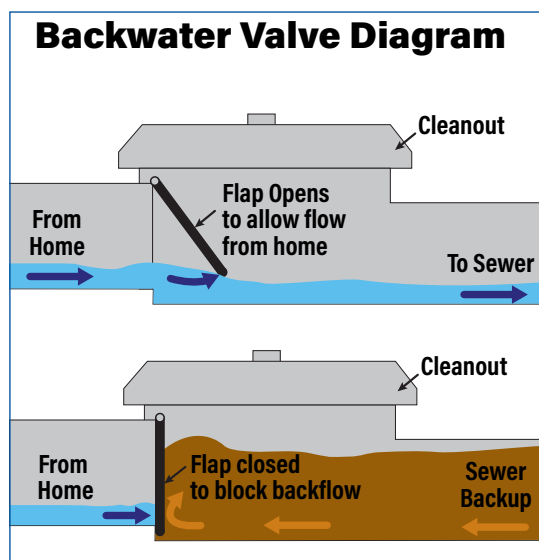 Backwater Valve Diagram
Cleanout
Flap Opens
to allow flow
from home
From
Home
To Sewer
Cleanout
From
Home
Flap closed
to block backflow
Sewer
Backup